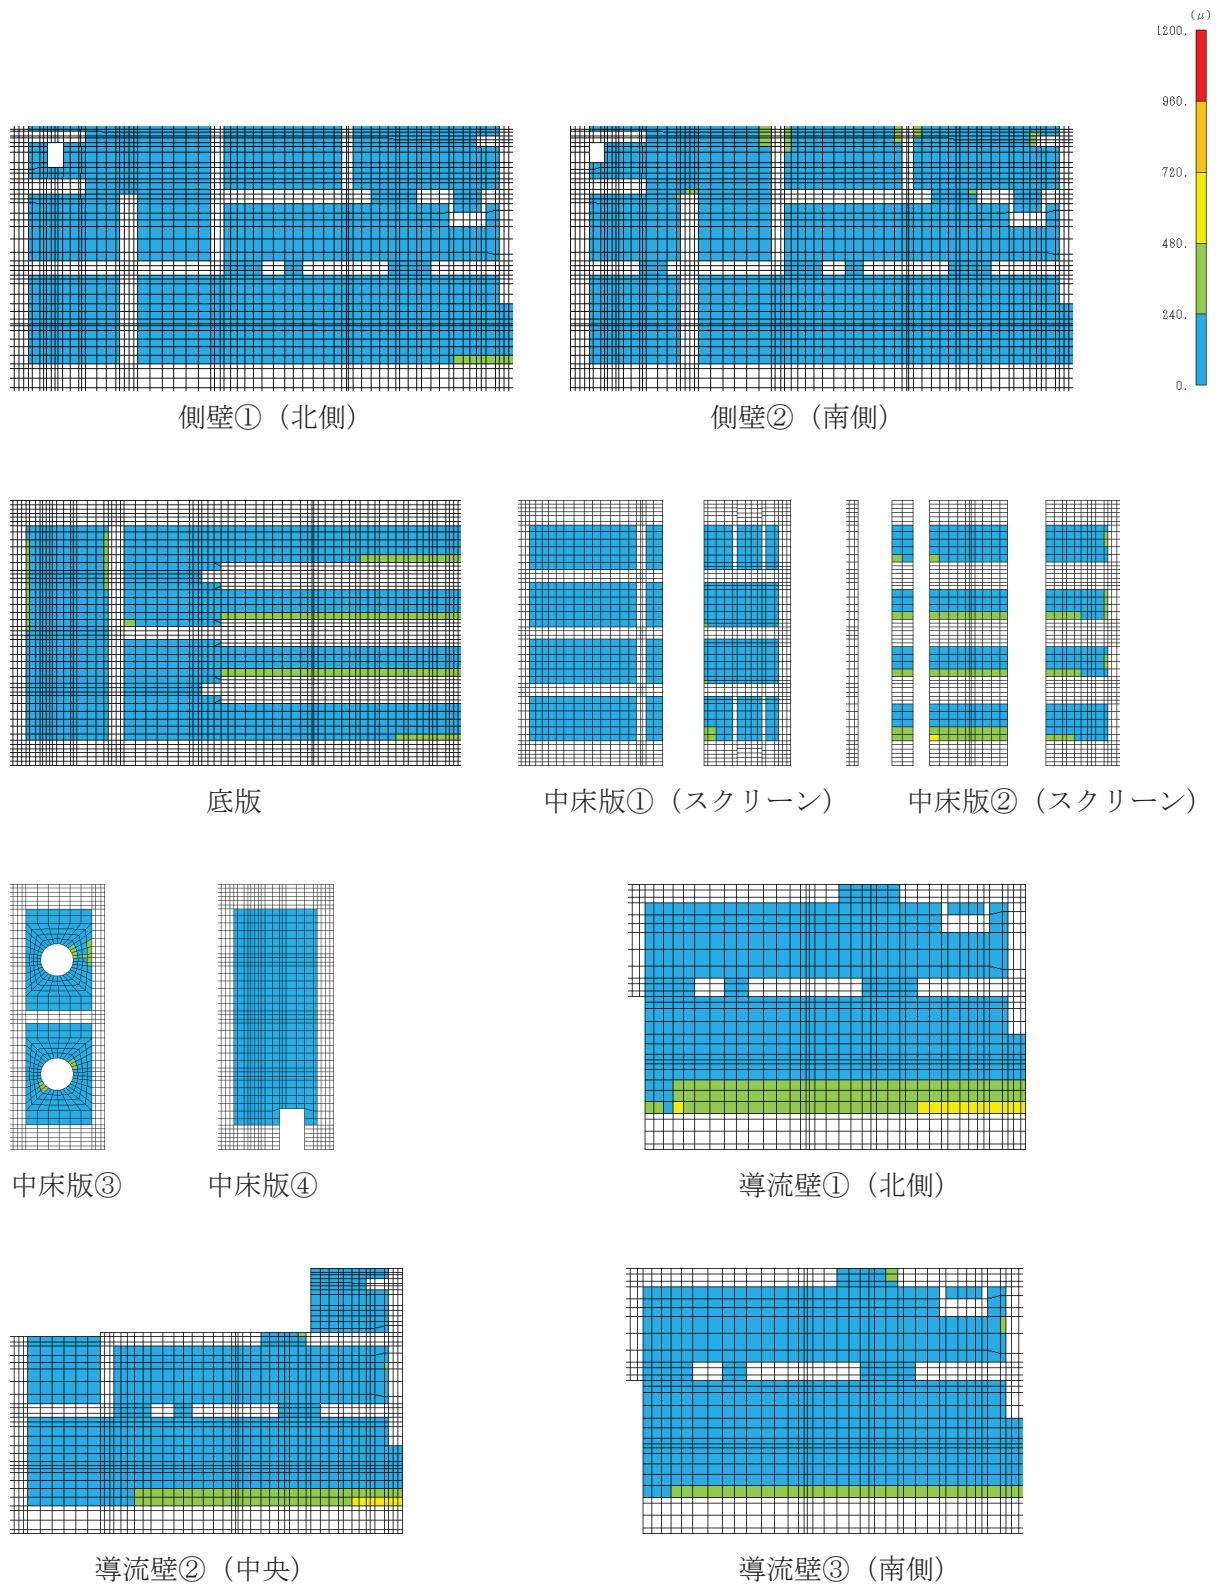 (μ)
1200.
960.
720.
480.
240.
0.
側壁①（北側）
側壁②（南側）
底版
中床版①（スクリーン）
中床版②（スクリーン）
中床版③
中床版④
導流壁①（北側）
導流壁②（中央）
導流壁③（南側）